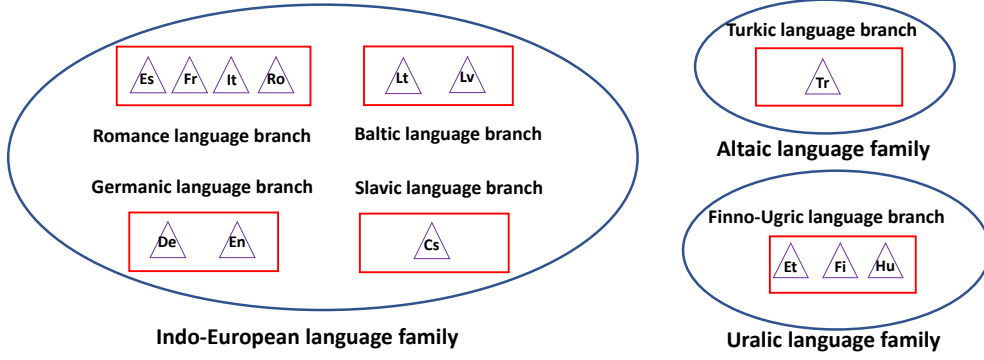 Es Fr It Ro
Romance language branch
Lt Lv
Baltic language branch
Germanic language branch
De En
Slavic language branch
Cs
Indo-European language family
Turkic language branch
Tr
Altaic language family
Finno-Ugric language branch
Et Fi Hu
Uralic language family